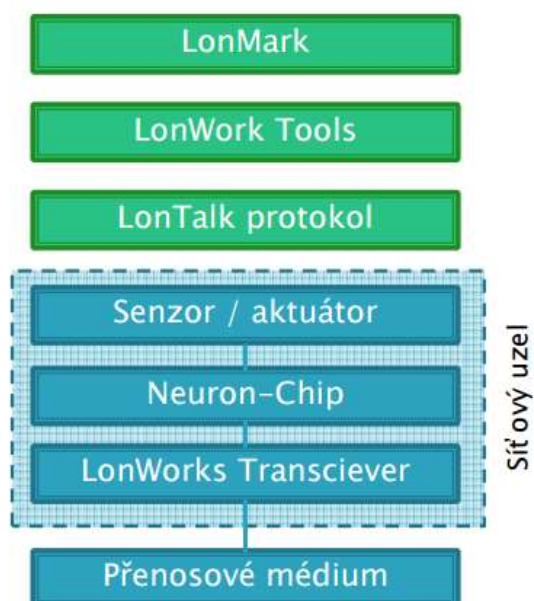 LonMark
LonWork Tools
LonTalk protokol
Senzor / aktuátor
Neuron-Chip
LonWorks Transciever
Síťový uzel
Přenosové médium